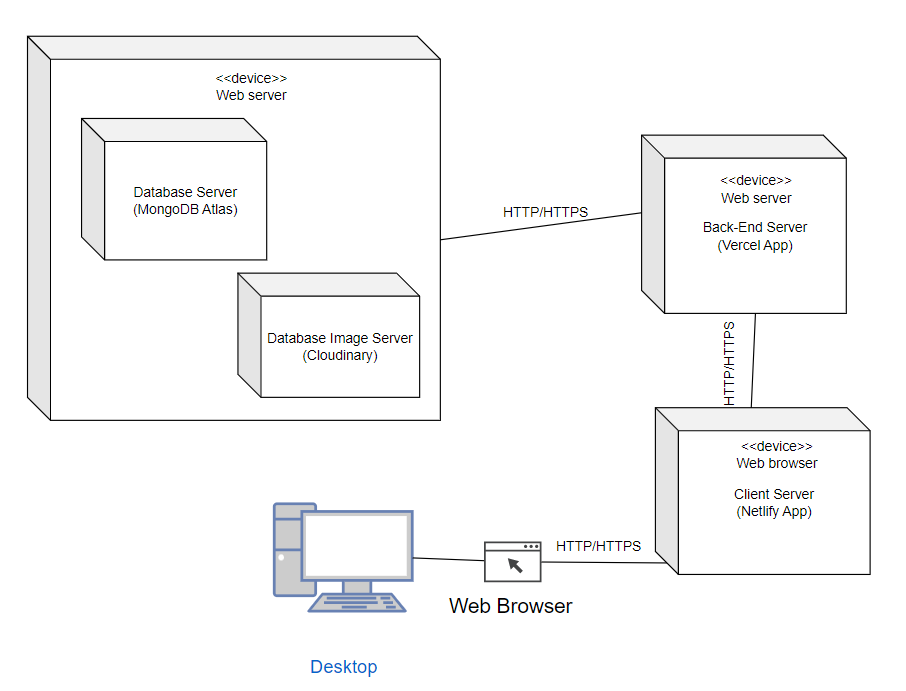 <<device>>
Web server
Database Server
(MongoDB Atlas)
Database Image Server
(Cloudinary)
HTTP/HTTPS
<<device>>
Web server
Back-End Server
(Vercel App)
HTTP/HTTPS
<<device>>
Web browser
Client Server
(Netlify App)
HTTP/HTTPS
Web Browser
Desktop